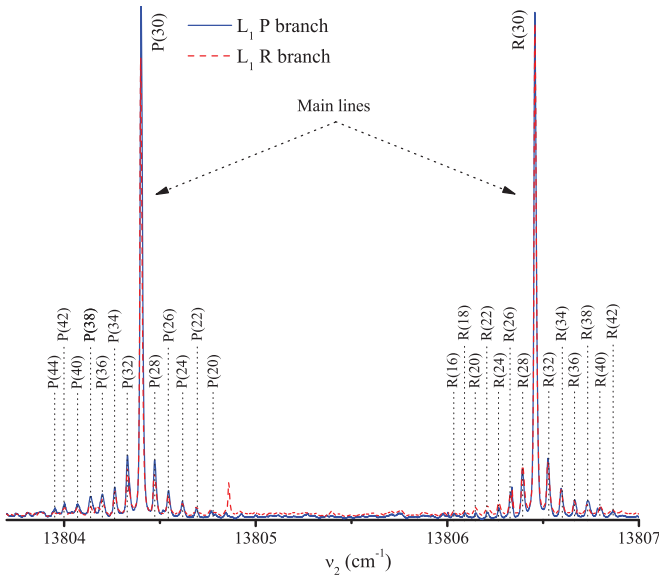 P(30)
L₁ P branch
L₁ R branch
R(30)
Main lines
P(44)
P(42)
P(40)
P(38)
P(36)
P(34)
P(32)
P(28)
P(26)
P(24)
P(22)
P(20)
R(16)
R(18)
R(20)
R(22)
R(24)
R(26)
R(28)
R(32)
R(34)
R(36)
R(38)
R(40)
R(42)
13804 13805 13806 13807
ν₂ (cm⁻¹)